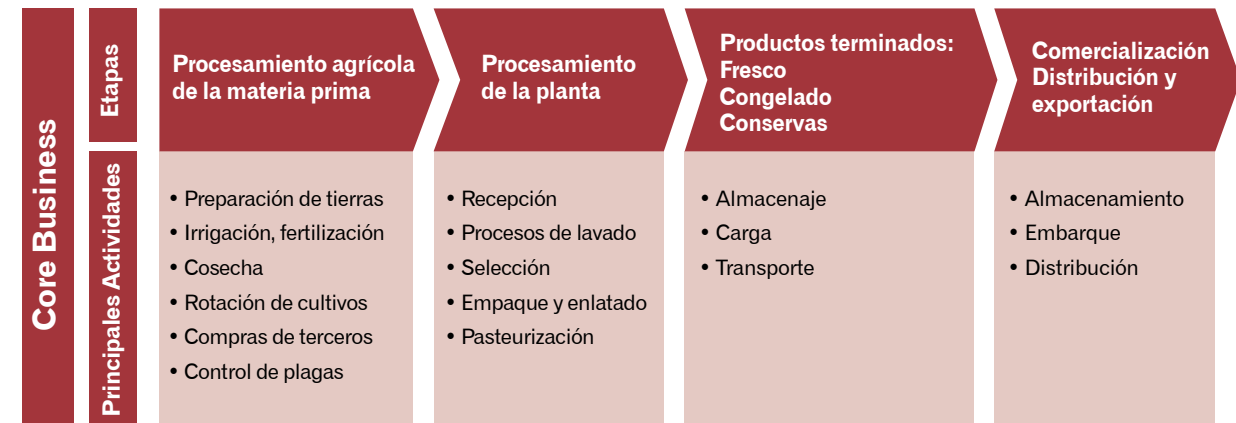 Core Business
Etapas
Procesamiento agrícola
de la materia prima
Procesamiento
de la planta
Productos terminados:
Fresco
Congelado
Conservas
Comercialización
Distribución y
exportación
Principales Actividades
• Preparación de tierras
• Irrigación, fertilización
• Cosecha
• Rotación de cultivos
• Compras de terceros
• Control de plagas
• Recepción
• Procesos de lavado
• Selección
• Empaque y enlatado
• Pasteurización
• Almacenaje
• Carga
• Transporte
• Almacenamiento
• Embarque
• Distribución